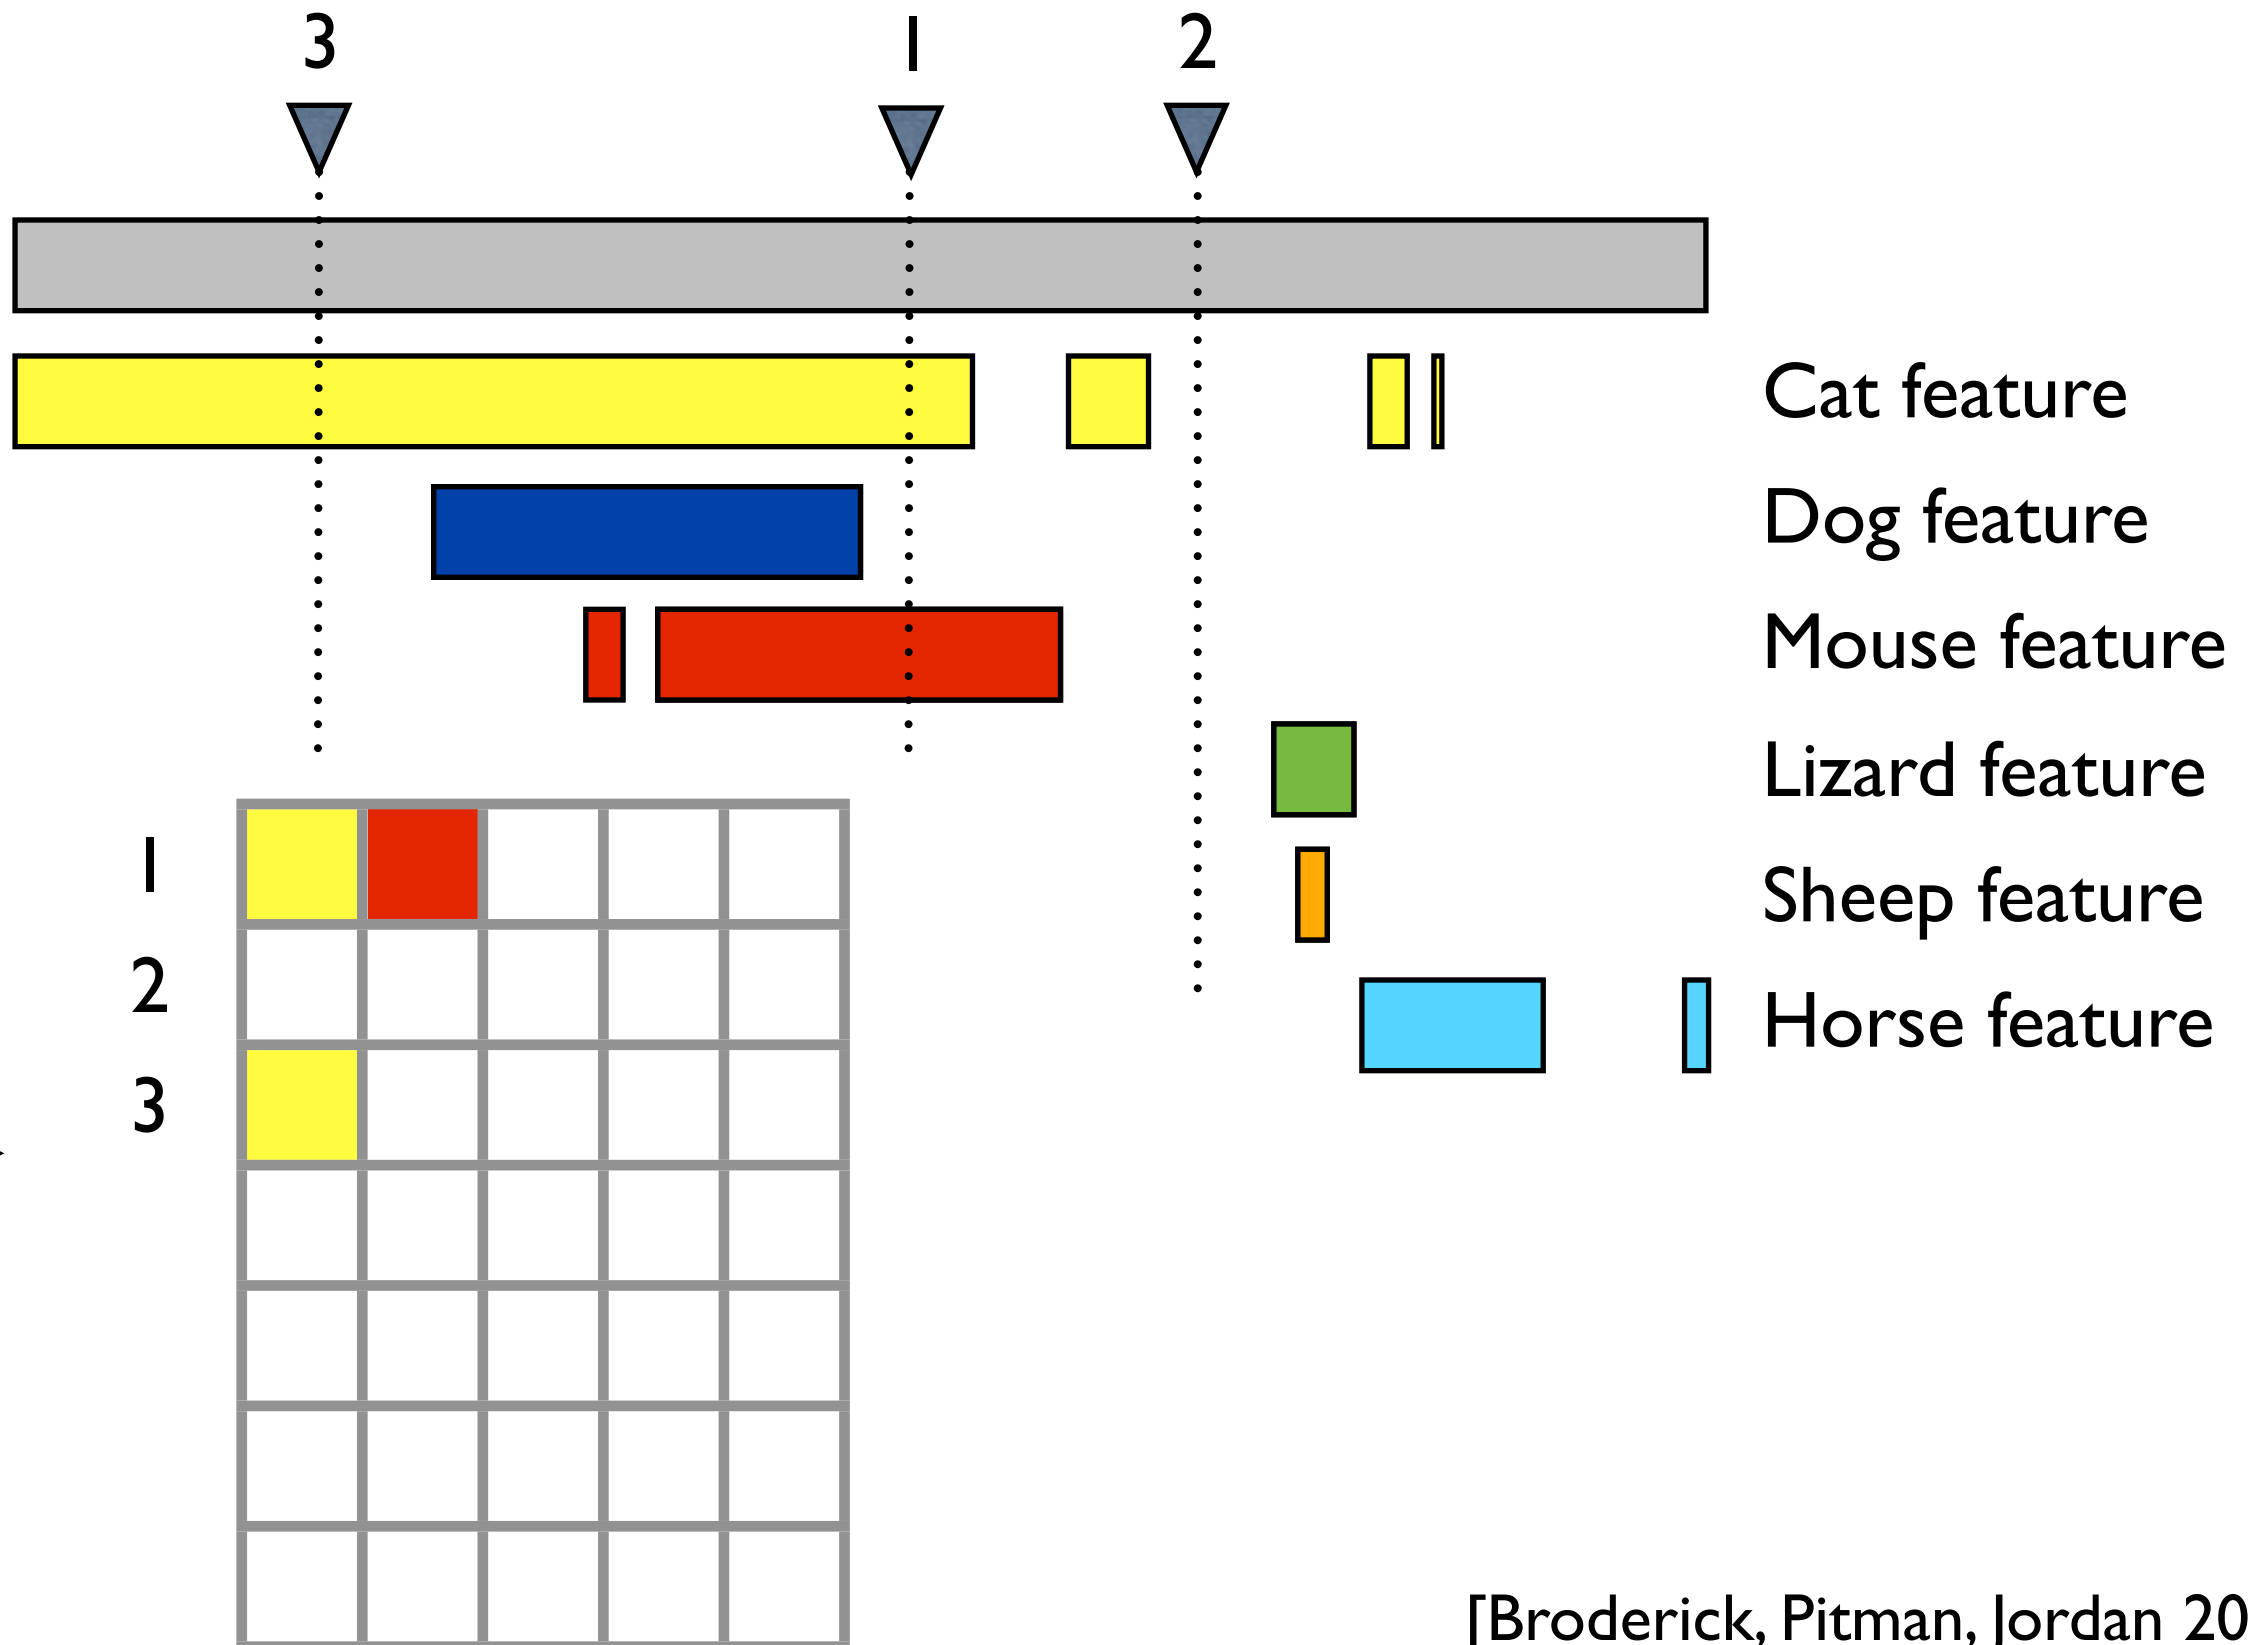 3 1 2
Cat feature
Dog feature
Mouse feature
Lizard feature
Sheep feature
Horse feature
1
2
3
[Broderick, Pitman, Jordan 20